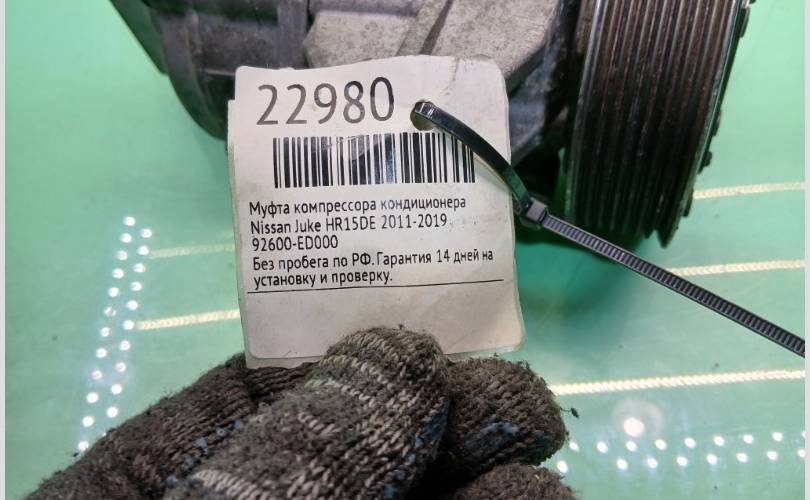 22980
Муфта компрессора кондиционера
Nissan Juke HR15DE 2011-2019
92600-ED000
Без пробега по РФ. Гарантия 14 дней на
установку и проверку.